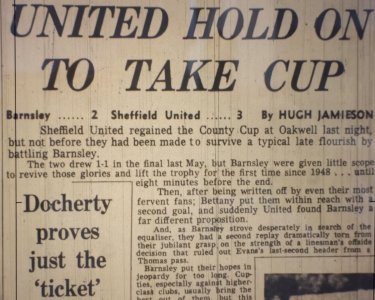 UNITED HOLD ON
TO TAKE CUP
Barnsley ...... 2 Sheffield United ...... 3 By HUGH JAMIESON
Sheffield United regained the County Cup at Oakwell last night,
but not before they had been made to survive a typical late flourish by
battling Barnsley.
The two drew 1-1 in the final last May, but Barnsley were given little scope
to revive those glories and lift the trophy for the first time since 1948 . . . until
eight minutes before the end.
Then, after being written off by even their most
fervent fans; Bettany put them within reach with a
second goal, and suddenly United found Barnsley a
far different proposition.
And, as Barnsley strove desperately in search of the
equaliser, they had a second replay dramatically torn from
their jubilant grasp on the strength of a linesman's offside
decision that ruled out Evans's last-second header from a
Thomas pass.
Barnsley put their hopes in
jeopardy for too long. Cup-
ties, especially against higher-
class clubs, usually bring the
best out of them, but this
Docherty
proves
just the
'ticket'